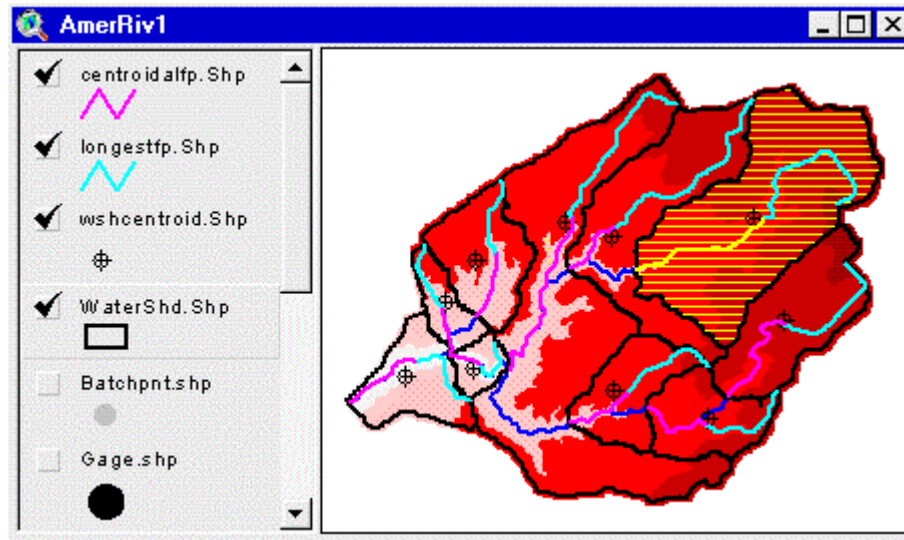 AmerRiv1
centroidalfp.Shp
longestfp.Shp
wshcentroid.Shp
WaterShd.Shp
Batchpnt.shp
Gage.shp